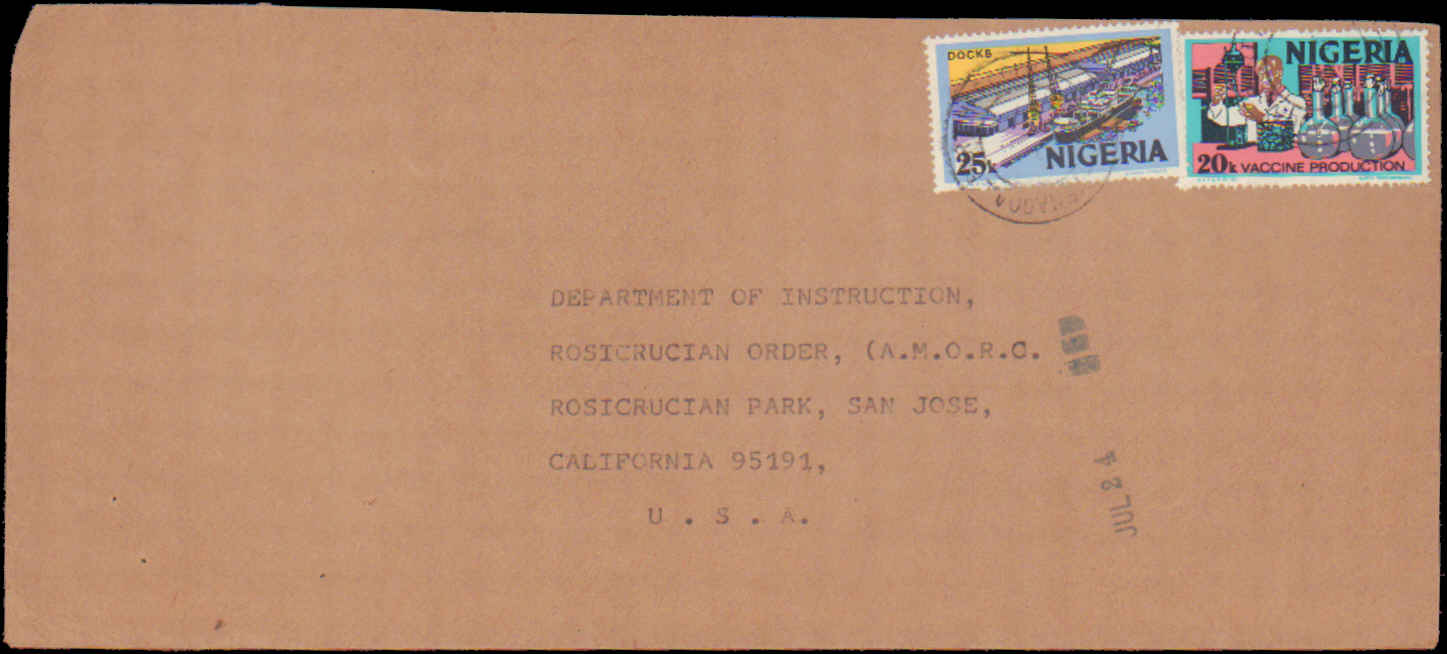 DOCKS
25k NIGERIA
NIGERIA
20k VACCINE PRODUCTION
DEPARTMENT OF INSTRUCTION,
ROSICRUCIAN ORDER, (A.M.O.R.C.
ROSICRUCIAN PARK, SAN JOSE,
CALIFORNIA 95191,
U . S . A.
JUL 24